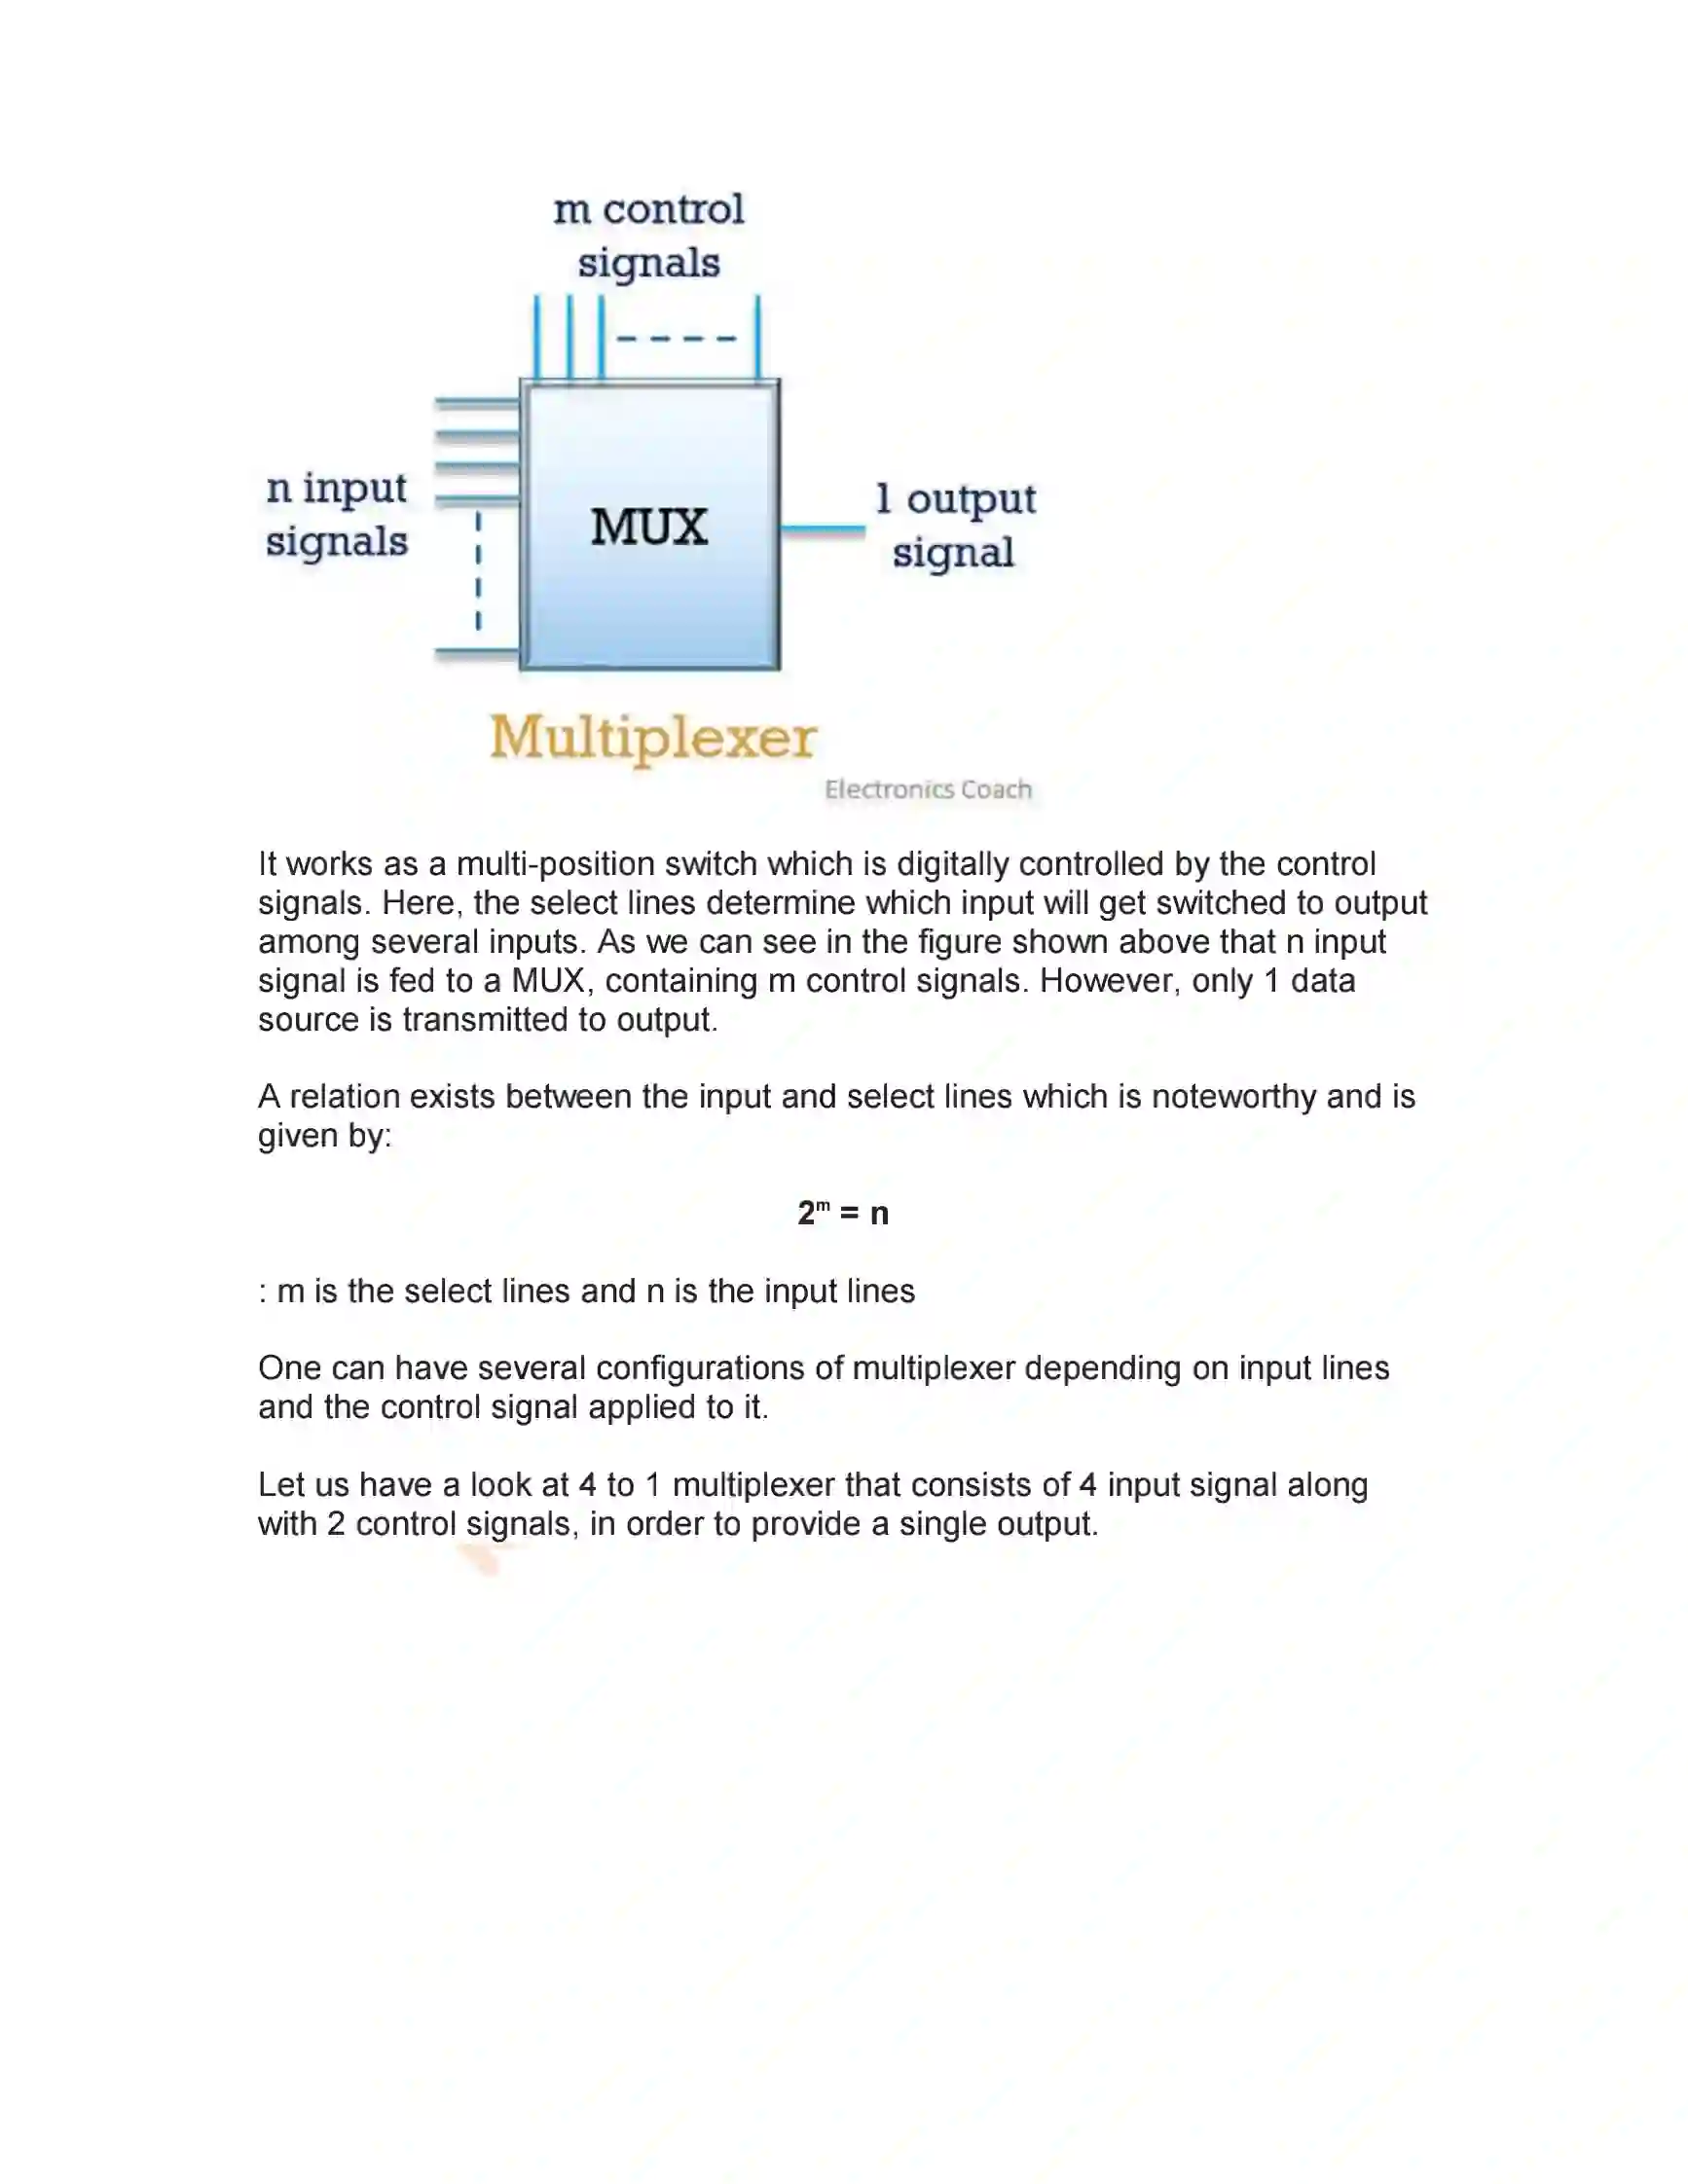 m control
signals
n input
signals
MUX
1 output
signal
Multiplexer
Electronics Coach
It works as a multi-position switch which is digitally controlled by the control
signals. Here, the select lines determine which input will get switched to output
among several inputs. As we can see in the figure shown above that n input
signal is fed to a MUX, containing m control signals. However, only 1 data
source is transmitted to output.
A relation exists between the input and select lines which is noteworthy and is
given by:
2ᵐ = n
: m is the select lines and n is the input lines
One can have several configurations of multiplexer depending on input lines
and the control signal applied to it.
Let us have a look at 4 to 1 multiplexer that consists of 4 input signal along
with 2 control signals, in order to provide a single output.